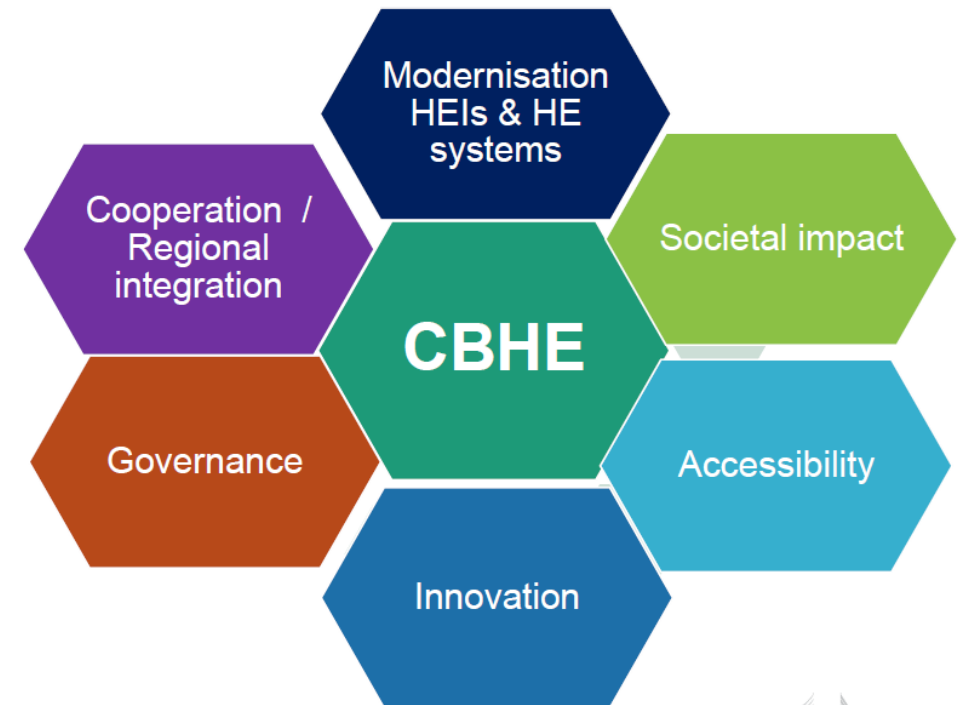 Modernisation
HEIs & HE
systems
Cooperation /
Regional
integration
Societal impact
CBHE
Governance
Accessibility
Innovation